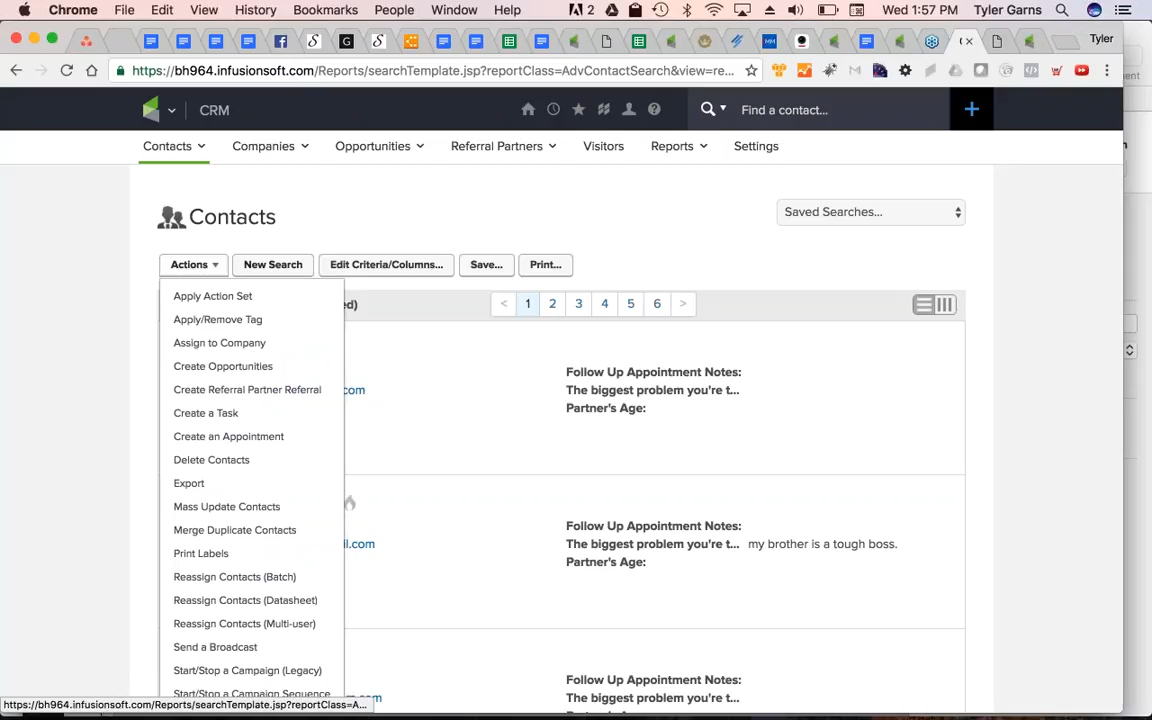 Chrome File Edit View History Bookmarks People Window Help 2 Wed 1:57 PM Tyler Garns
Tyler
https://bh964.infusionsoft.com/Reports/searchTemplate.jsp?reportClass=AdvContactSearch&view=re...
CRM Find a contact...
Contacts Companies Opportunities Referral Partners Visitors Reports Settings
Contacts
Saved Searches...
Actions New Search Edit Criteria/Columns... Save... Print...
ed) < 1 2 3 4 5 6 >
Apply Action Set
Apply/Remove Tag
Assign to Company
Create Opportunities
Create Referral Partner Referral
Create a Task
Create an Appointment
Delete Contacts
Export
Mass Update Contacts
Merge Duplicate Contacts
Print Labels
Reassign Contacts (Batch)
Reassign Contacts (Datasheet)
Reassign Contacts (Multi-user)
Send a Broadcast
Start/Stop a Campaign (Legacy)
Start/Stop a Campaign Sequence
Follow Up Appointment Notes:
.com The biggest problem you're t...
Partner's Age:
Follow Up Appointment Notes:
il.com The biggest problem you're t... my brother is a tough boss.
Partner's Age:
Follow Up Appointment Notes:
m.com The biggest problem you're t...
https://bh964.infusionsoft.com/Reports/searchTemplate.jsp?reportClass=A...